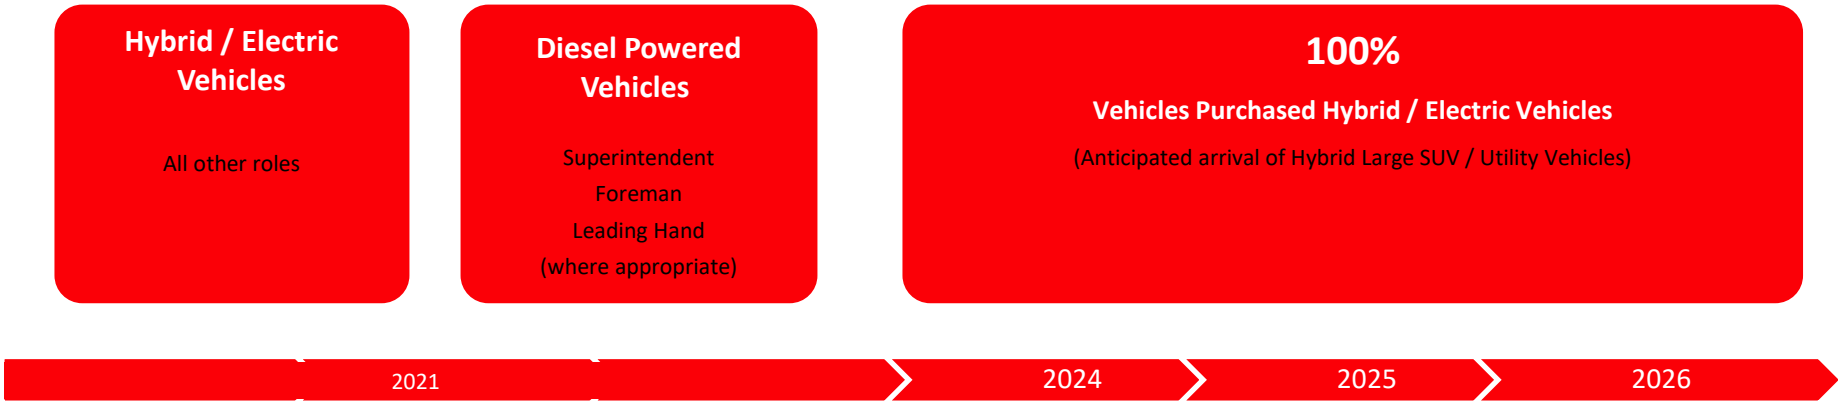 Hybrid / Electric
Vehicles
All other roles
Diesel Powered
Vehicles
Superintendent
Foreman
Leading Hand
(where appropriate)
100%
Vehicles Purchased Hybrid / Electric Vehicles
(Anticipated arrival of Hybrid Large SUV / Utility Vehicles)
2021
2024
2025
2026